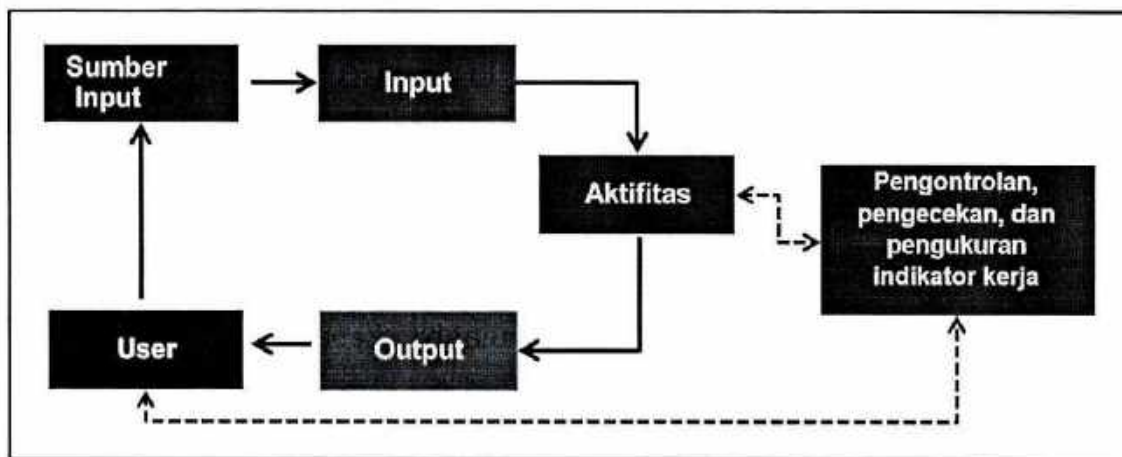 Sumber
Input
Input
Aktifitas
Pengontrolan,
pengecekan, dan
pengukuran
indikator kerja
User
Output